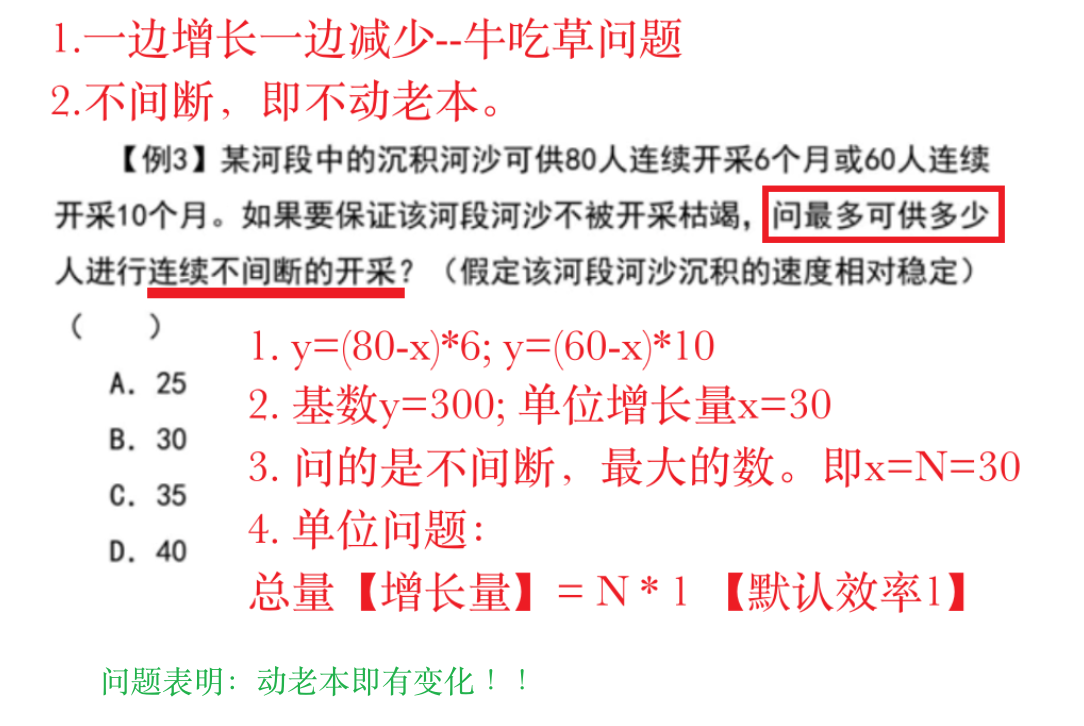 1.一边增长一边减少--牛吃草问题
2.不间断，即不动老本。
【例3】某河段中的沉积河沙可供80人连续开采6个月或60人连续
开采10个月。如果要保证该河段河沙不被开采枯竭，问最多可供多少
人进行连续不间断的开采？（假定该河段河沙沉积的速度相对稳定）
（　　）
1. y=(80-x)*6; y=(60-x)*10
A. 25
2. 基数y=300; 单位增长量x=30
B. 30
3. 问的是不间断，最大的数。即x=N=30
C. 35
4. 单位问题：
D. 40
总量【增长量】= N * 1 【默认效率1】
问题表明：动老本即有变化！！